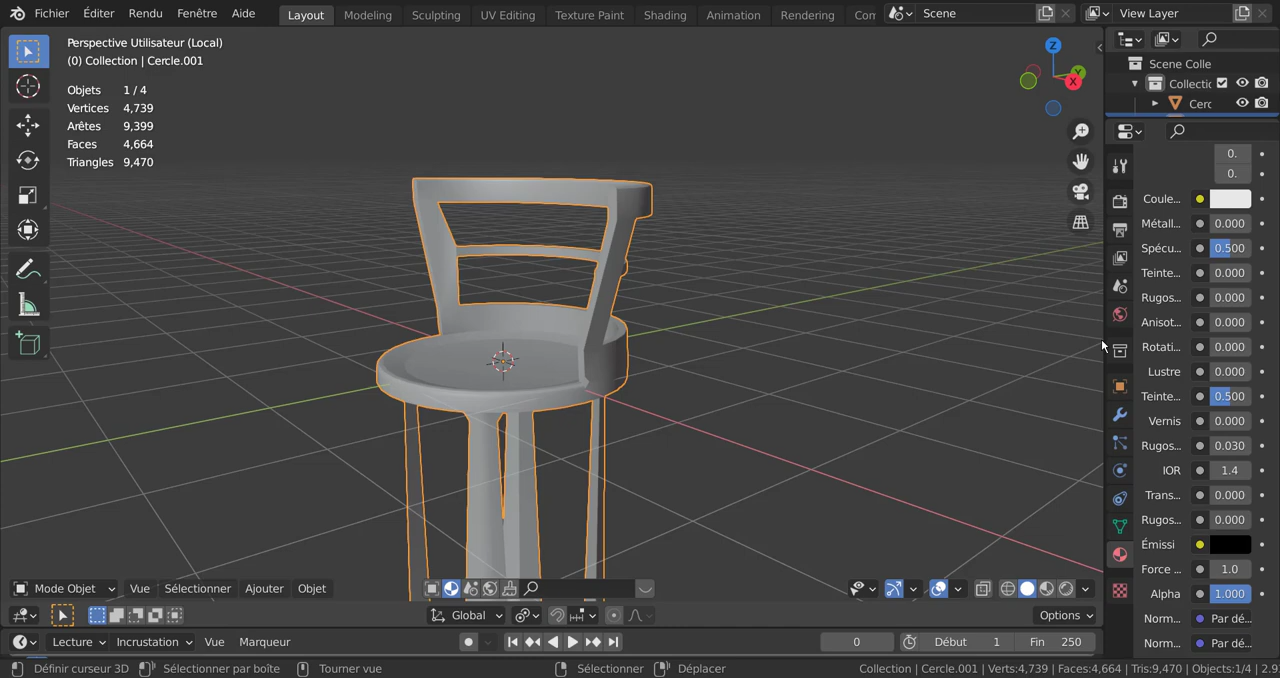 Fichier Éditer Rendu Fenêtre Aide Layout Modeling Sculpting UV Editing Texture Paint Shading Animation Rendering Con Scene View Layer
Perspective Utilisateur (Local)
(0) Collection | Cercle.001
Objets 1 / 4
Vertices 4,739
Arêtes 9,399
Faces 4,664
Triangles 9,470
Z
Y
X
Scene Colle
Collectic
Cerc
0.
0.
Coule...
Métall... 0.000
Spécu... 0.500
Teinte... 0.000
Rugos... 0.000
Anisot... 0.000
Rotati... 0.000
Lustre 0.000
Teinte... 0.500
Vernis 0.000
Rugos... 0.030
IOR 1.4
Trans... 0.000
Rugos... 0.000
Émissi
Force ... 1.0
Alpha 1.000
Norm... Par dé...
Norm... Par dé...
Mode Objet Vue Sélectionner Ajouter Objet
Global Options
Lecture Incrustation Vue Marqueur 0 Début 1 Fin 250
Définir curseur 3D Sélectionner par boîte Tourner vue Sélectionner Déplacer Collection | Cercle.001 | Verts:4,739 | Faces:4,664 | Tris:9,470 | Objects:1/4 | 2.9